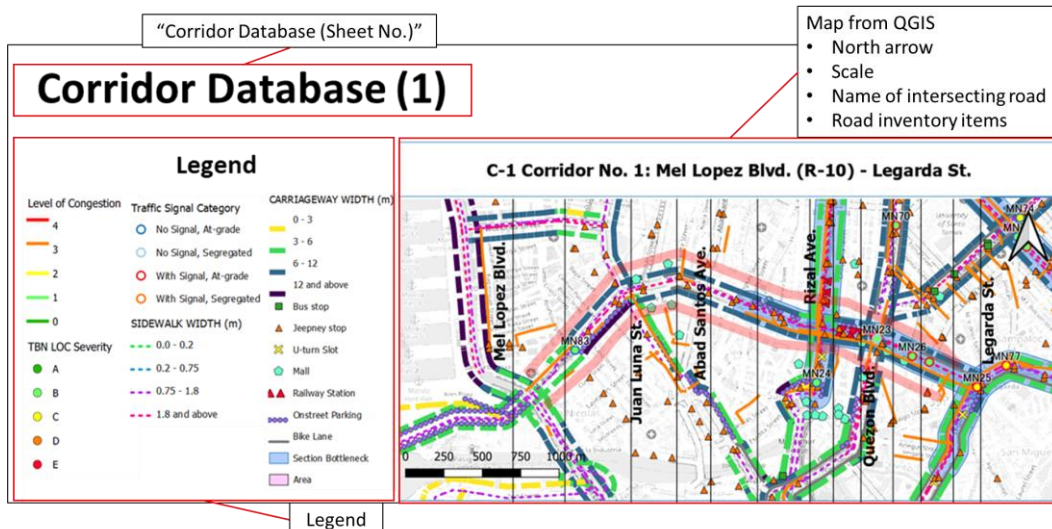 “Corridor Database (Sheet No.)”
Map from QGIS
• North arrow
• Scale
• Name of intersecting road
• Road inventory items
Corridor Database (1)
Legend
Level of Congestion
4
3
2
1
0
TBN LOC Severity
A
B
C
D
E
Traffic Signal Category
No Signal, At-grade
No Signal, Segregated
With Signal, At-grade
With Signal, Segregated
SIDEWALK WIDTH (m)
0.0 - 0.2
0.2 - 0.75
0.75 - 1.8
1.8 and above
CARRIAGEWAY WIDTH (m)
0 - 3
3 - 6
6 - 12
12 and above
Bus stop
Jeepney stop
U-turn Slot
Mall
Railway Station
Onstreet Parking
Bike Lane
Section Bottleneck
Area
C-1 Corridor No. 1: Mel Lopez Blvd. (R-10) - Legarda St.
Mel Lopez Blvd.
Juan Luna St.
Abad Santos Ave.
Rizal Ave.
Quezon Blvd.
Legarda St.
MN83
MN70
MN74
MN23
MN24
MN26
MN25
MN77
0 250 500 750 1000 m
Legend